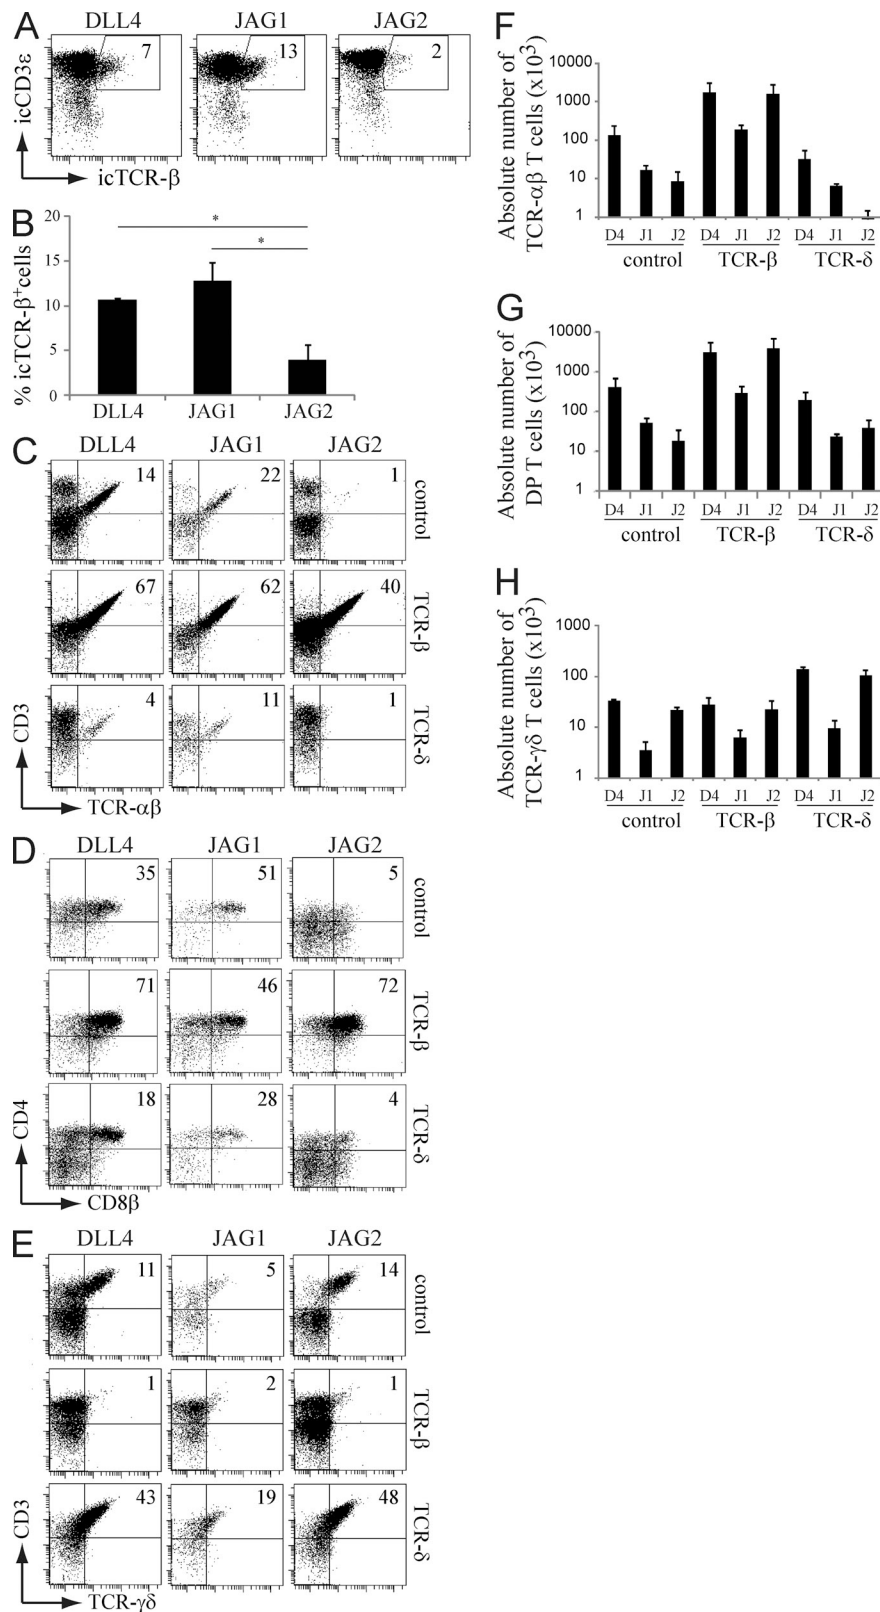 A
DLL4 JAG1 JAG2
7 13 2
icCD3ε
icTCR-β
B
20
15
10
5
0
% icTCR-β+cells
* 
*
DLL4 JAG1 JAG2
C
DLL4 JAG1 JAG2
14 22 1
control
67 62 40
TCR-β
4 11 1
TCR-δ
CD3
TCR-αβ
D
DLL4 JAG1 JAG2
35 51 5
control
71 46 72
TCR-β
18 28 4
TCR-δ
CD4
CD8β
E
DLL4 JAG1 JAG2
11 5 14
control
1 2 1
TCR-β
43 19 48
TCR-δ
CD3
TCR-γδ
F
Absolute number of
TCR-αβ T cells (x10³)
10000
1000
100
10
1
D4 J1 J2 D4 J1 J2 D4 J1 J2
control TCR-β TCR-δ
G
Absolute number of
DP T cells (x10³)
10000
1000
100
10
1
D4 J1 J2 D4 J1 J2 D4 J1 J2
control TCR-β TCR-δ
H
Absolute number of
TCR-γδ T cells (x10³)
1000
100
10
1
D4 J1 J2 D4 J1 J2 D4 J1 J2
control TCR-β TCR-δ